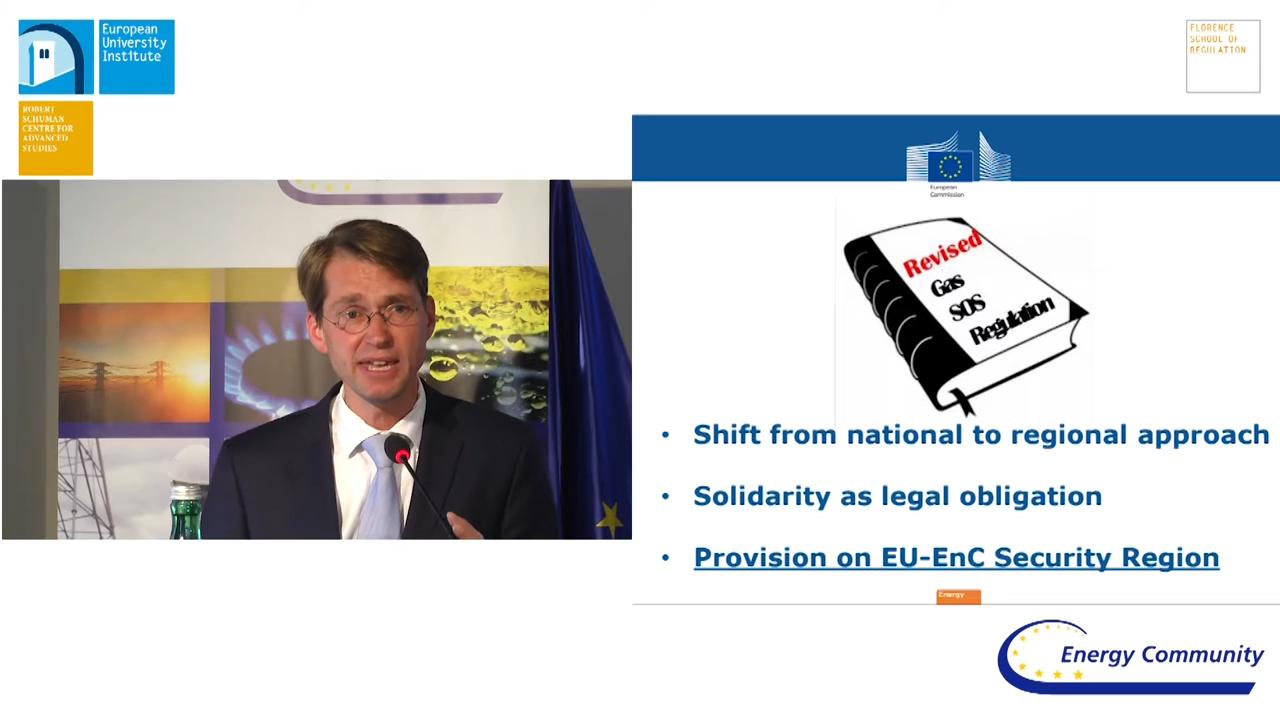 European
University
Institute
ROBERT
SCHUMAN
CENTRE FOR
ADVANCED
STUDIES
FLORENCE
SCHOOL OF
REGULATION
European
Commission
Revised
Gas
SOS
Regulation
• Shift from national to regional approach
• Solidarity as legal obligation
• Provision on EU-EnC Security Region
Energy
Energy Community